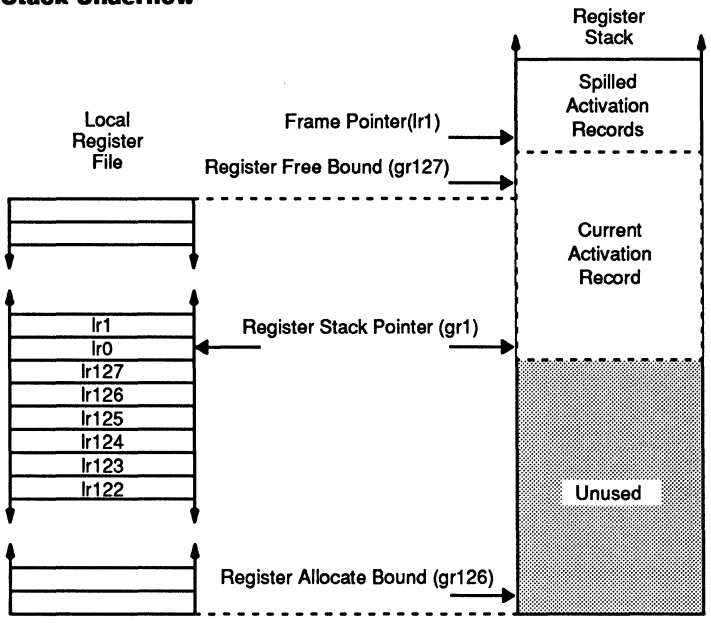 Stack Underflow
Register
Stack
Spilled
Activation
Records
Frame Pointer(lr1)
Local
Register
File
Register Free Bound (gr127)
Current
Activation
Record
lr1
Register Stack Pointer (gr1)
lr0
lr127
lr126
lr125
lr124
lr123
lr122
Unused
Register Allocate Bound (gr126)